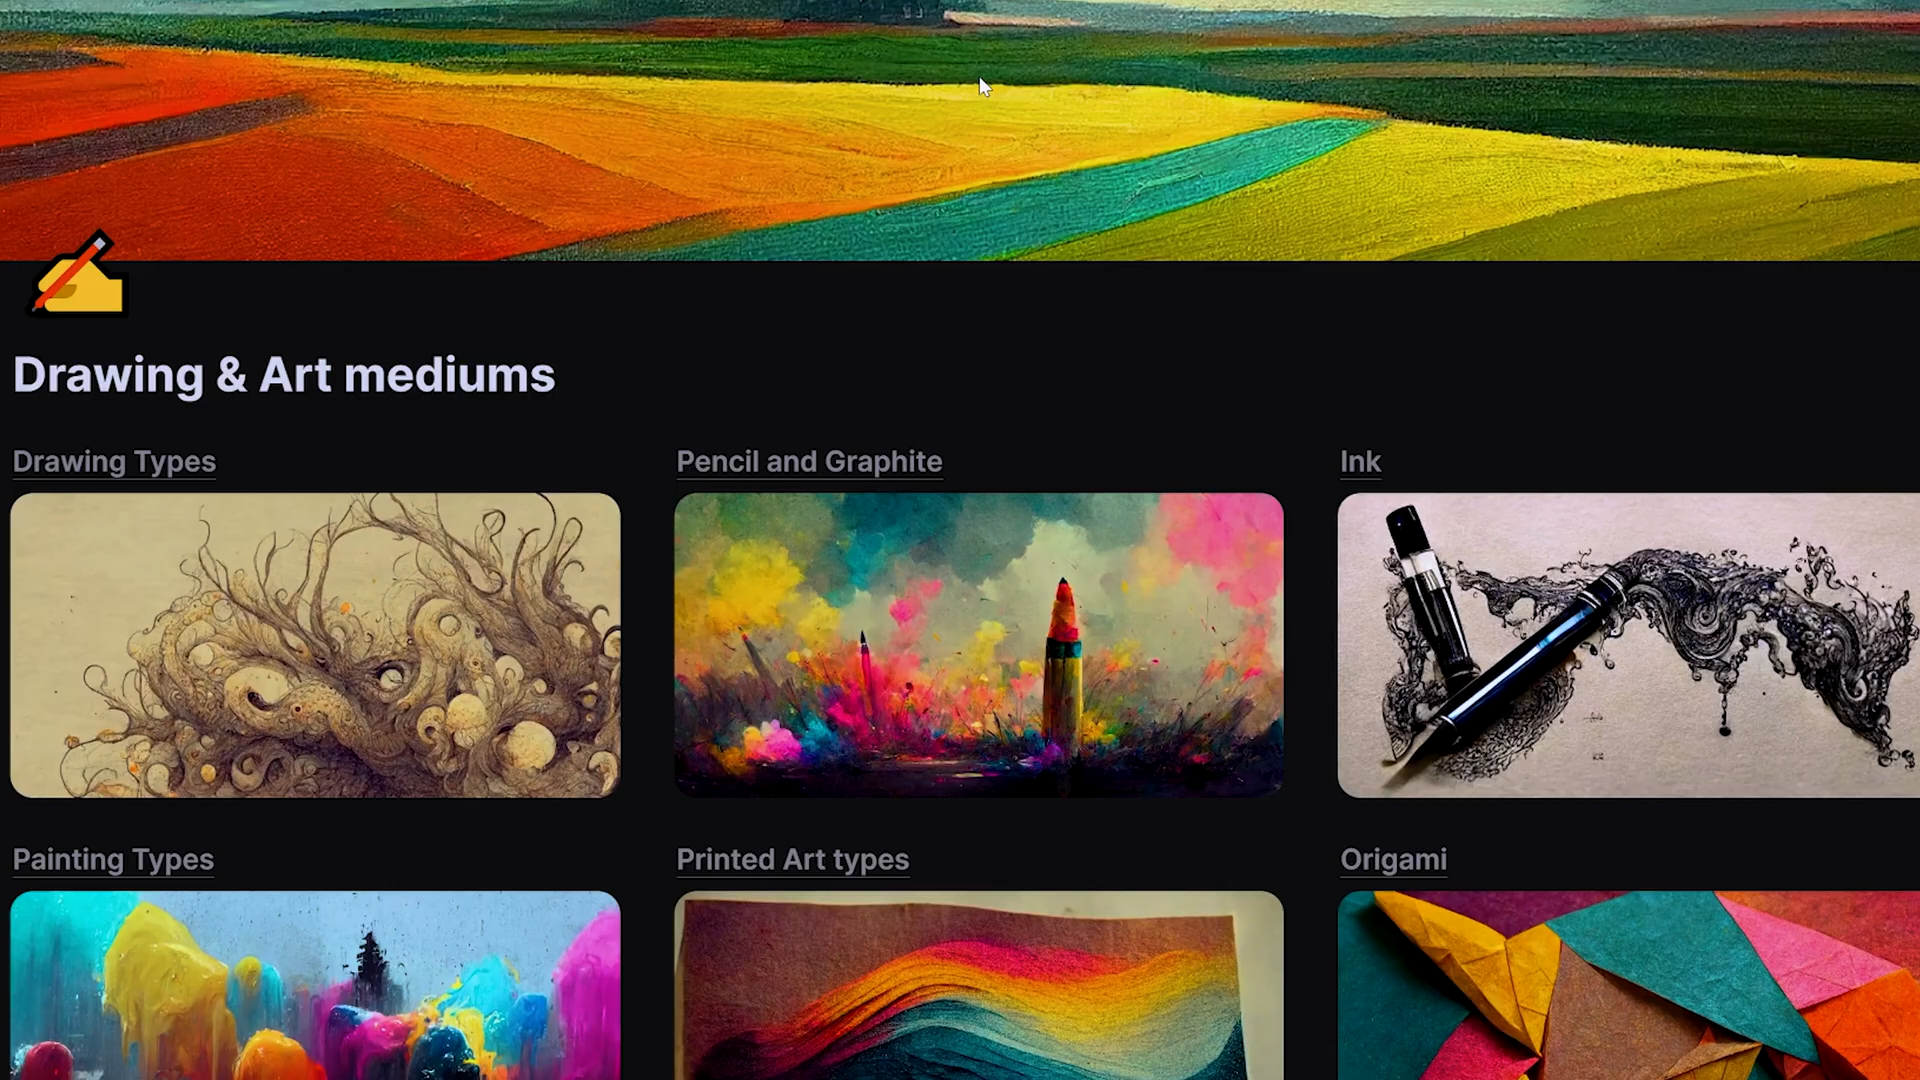 Drawing & Art mediums
Drawing Types
Pencil and Graphite
Ink
Painting Types
Printed Art types
Origami